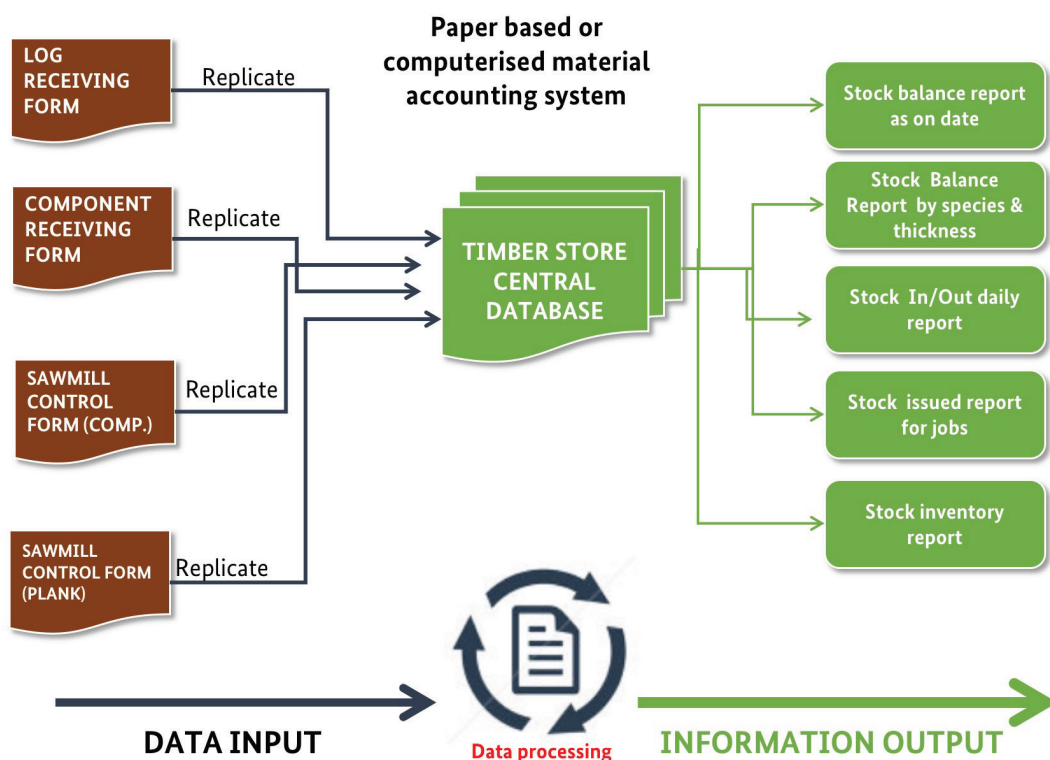 Paper based or
computerised material
accounting system
LOG
RECEIVING
FORM
Replicate
COMPONENT
RECEIVING
FORM
Replicate
SAWMILL
CONTROL
FORM (COMP.)
Replicate
SAWMILL
CONTROL FORM
(PLANK)
Replicate
TIMBER STORE
CENTRAL
DATABASE
Stock balance report
as on date
Stock Balance
Report by species &
thickness
Stock In/Out daily
report
Stock issued report
for jobs
Stock inventory
report
DATA INPUT
Data processing
INFORMATION OUTPUT